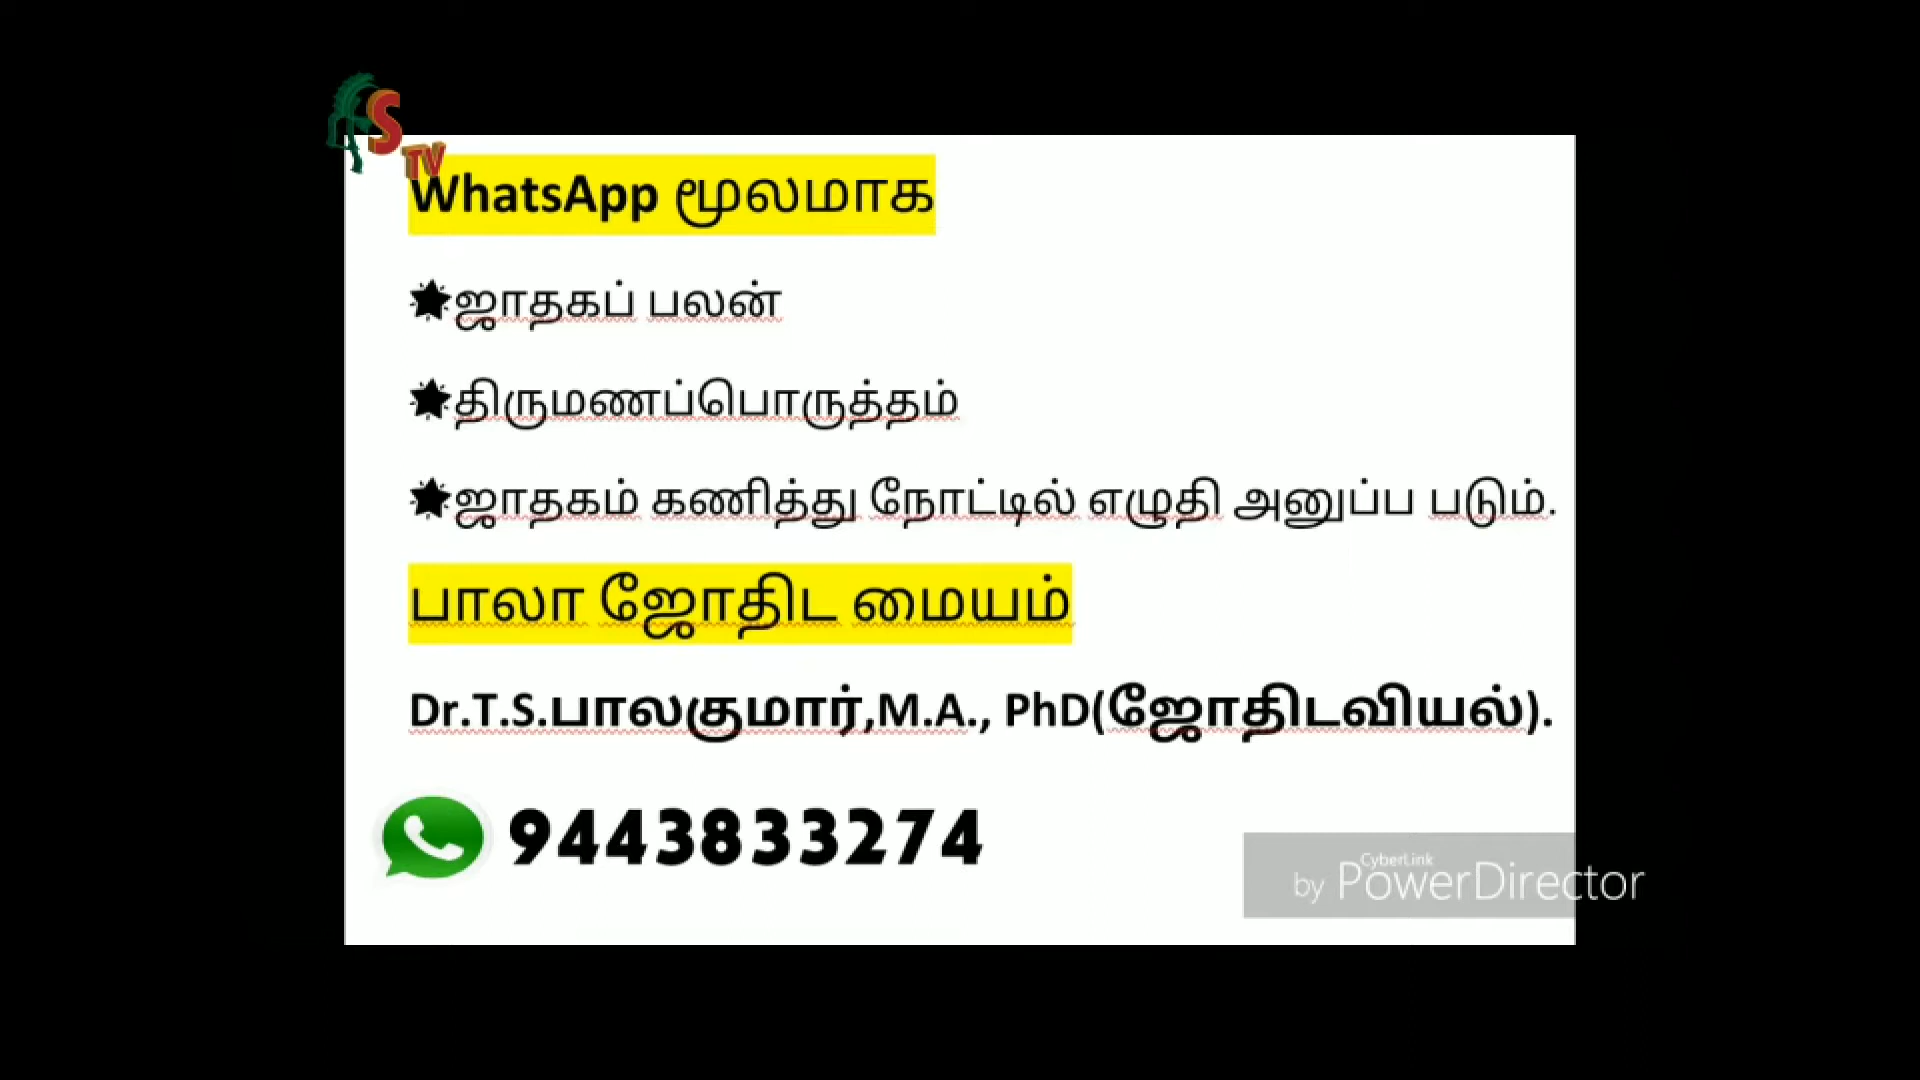 S TV
WhatsApp மூலமாக
ஜாதகப் பலன்
திருமணப்பொருத்தம்
ஜாதகம் கணித்து நோட்டில் எழுதி அனுப்ப படும்.
பாலா ஜோதிட மையம்
Dr.T.S.பாலகுமார்,M.A., PhD(ஜோதிடவியல்).
9443833274
CyberLink
by PowerDirector